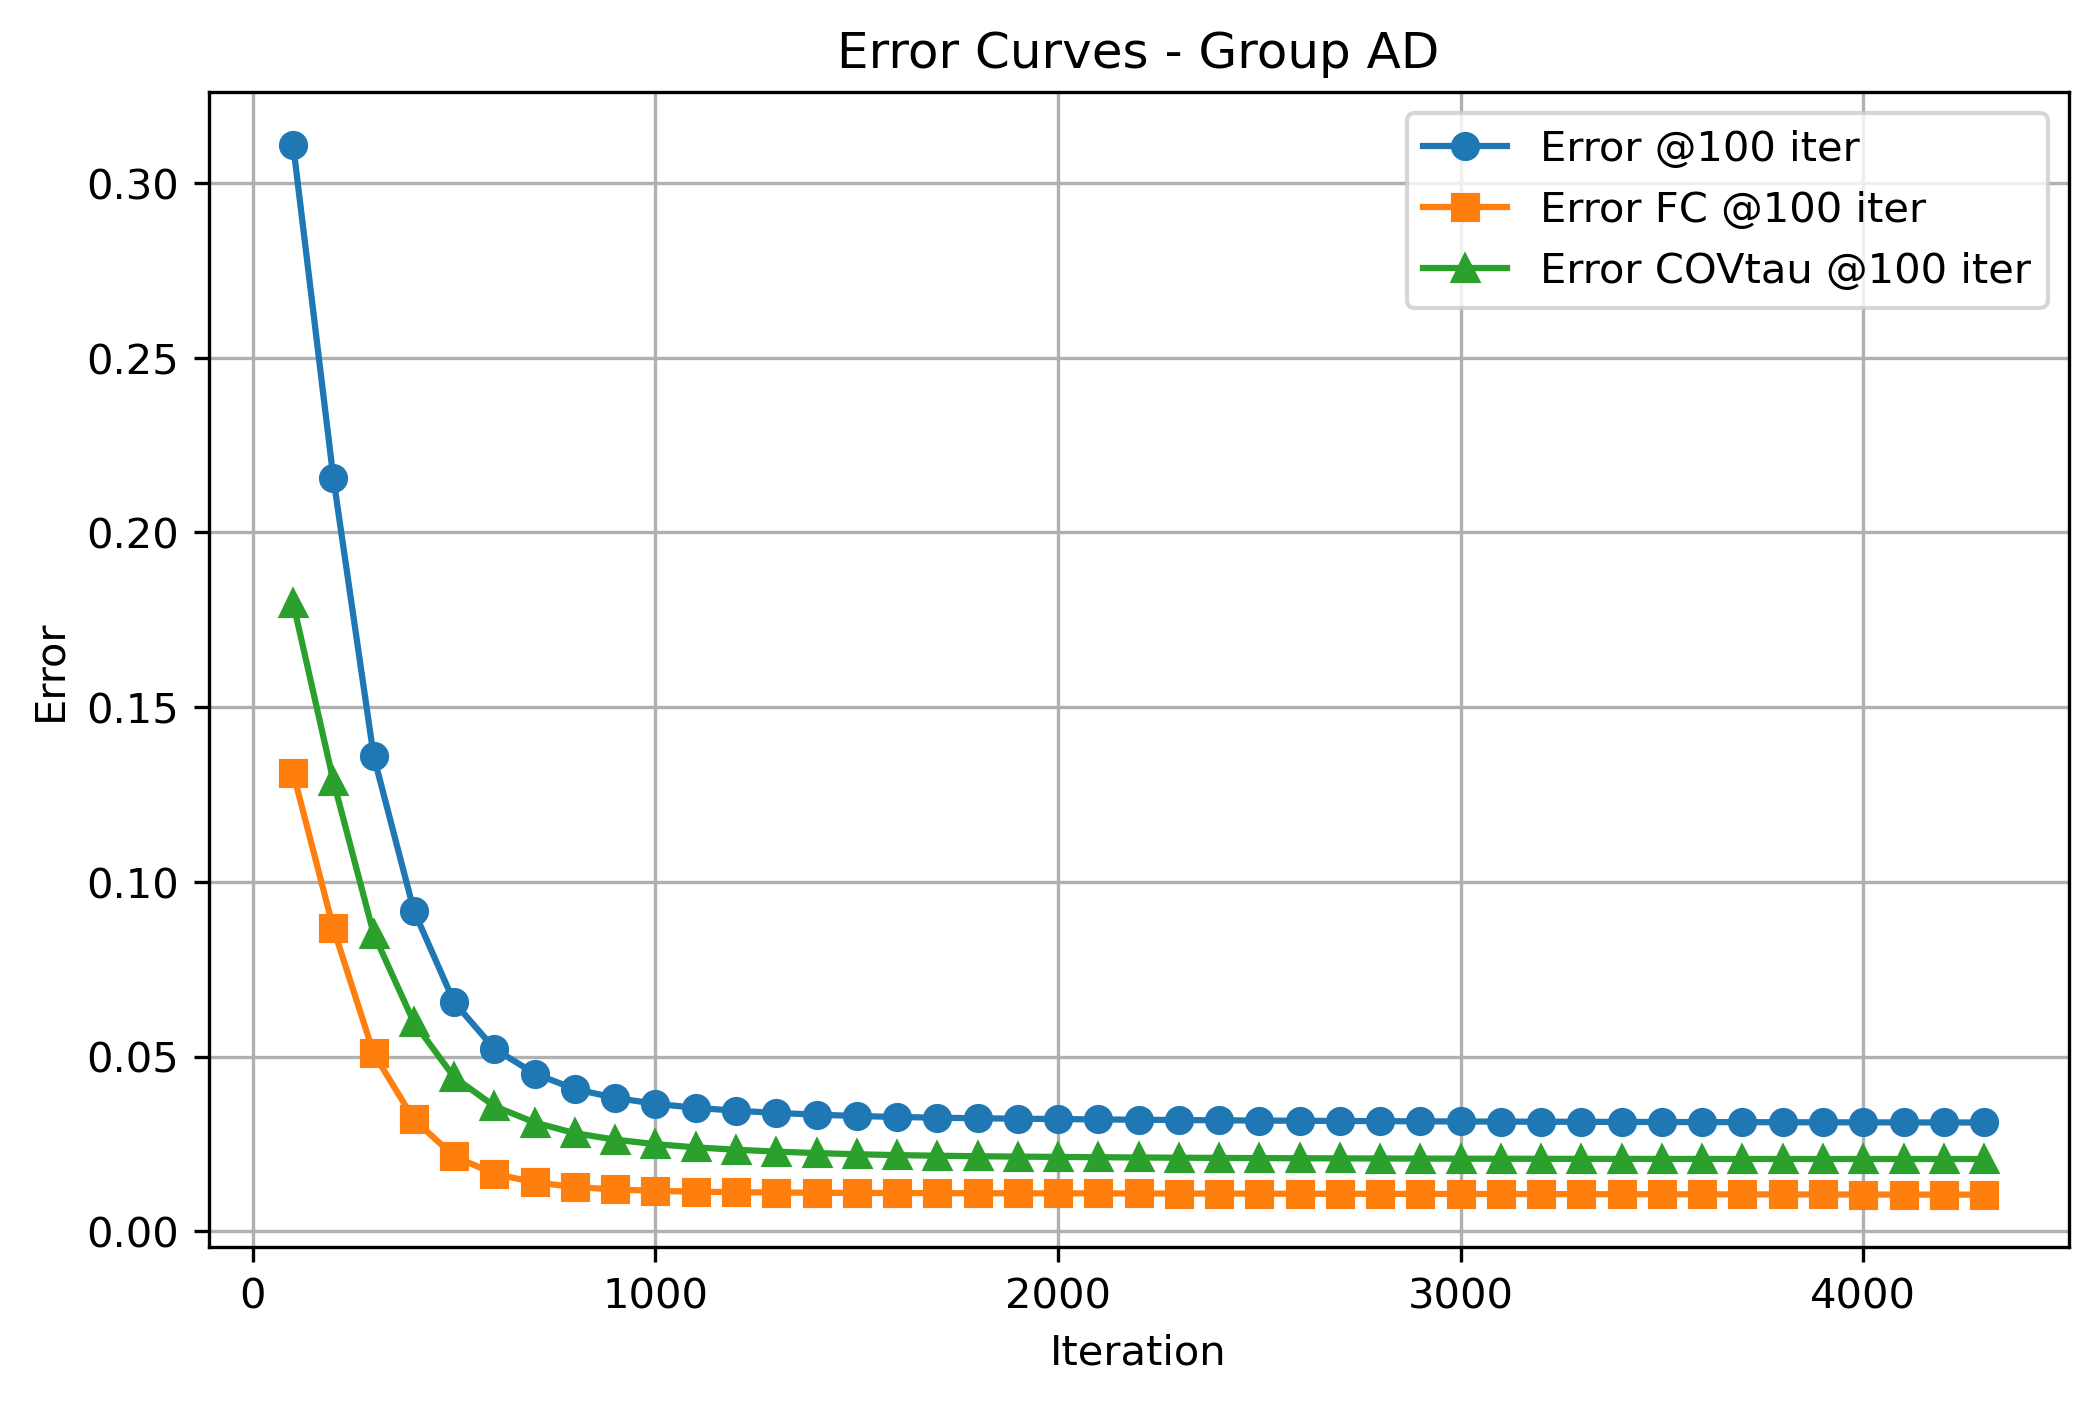 Error Curves - Group AD
Error @100 iter
Error FC @100 iter
Error COVtau @100 iter
0.30
0.25
0.20
0.15
0.10
0.05
0.00
Error
0 1000 2000 3000 4000
Iteration